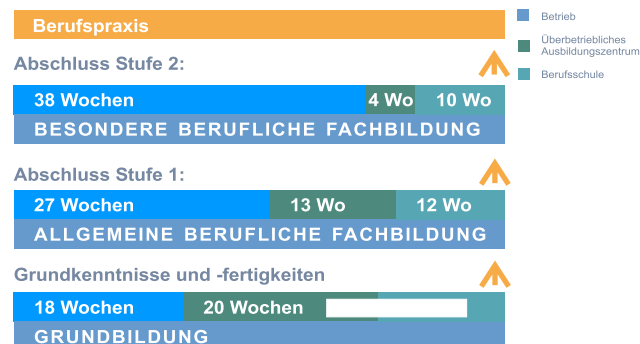 Berufspraxis
Betrieb
Überbetriebliches
Ausbildungszentrum
Berufsschule
Abschluss Stufe 2:
38 Wochen 4 Wo 10 Wo
BESONDERE BERUFLICHE FACHBILDUNG
Abschluss Stufe 1:
27 Wochen 13 Wo 12 Wo
ALLGEMEINE BERUFLICHE FACHBILDUNG
Grundkenntnisse und -fertigkeiten
18 Wochen 20 Wochen
GRUNDBILDUNG